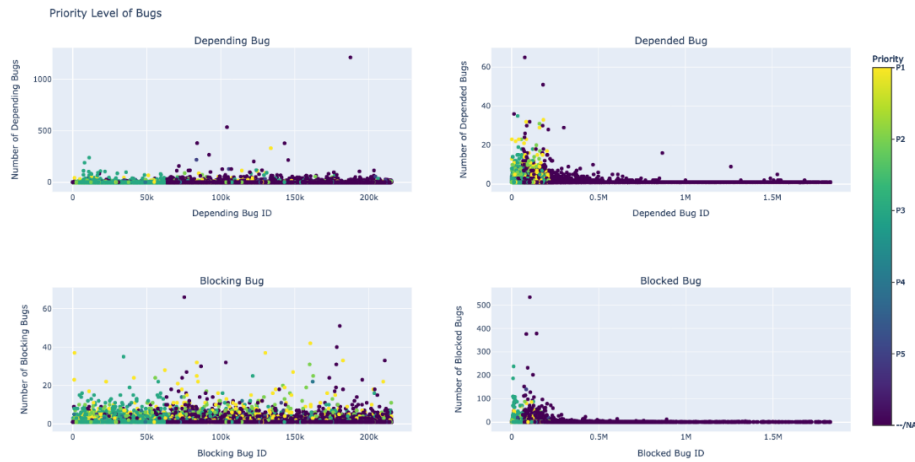 Priority Level of Bugs
Depending Bug
Number of Depending Bugs
1000
500
0
0
50k
100k
150k
200k
Depending Bug ID
Depended Bug
Number of Depended Bugs
60
40
20
0
0
0.5M
1M
1.5M
Depended Bug ID
Blocking Bug
Number of Blocking Bugs
60
40
20
0
0
50k
100k
150k
200k
Blocking Bug ID
Blocked Bug
Number of Blocked Bugs
500
400
300
200
100
0
0
0.5M
1M
1.5M
Blocked Bug ID
Priority
P1
P2
P3
P4
P5
--/NA